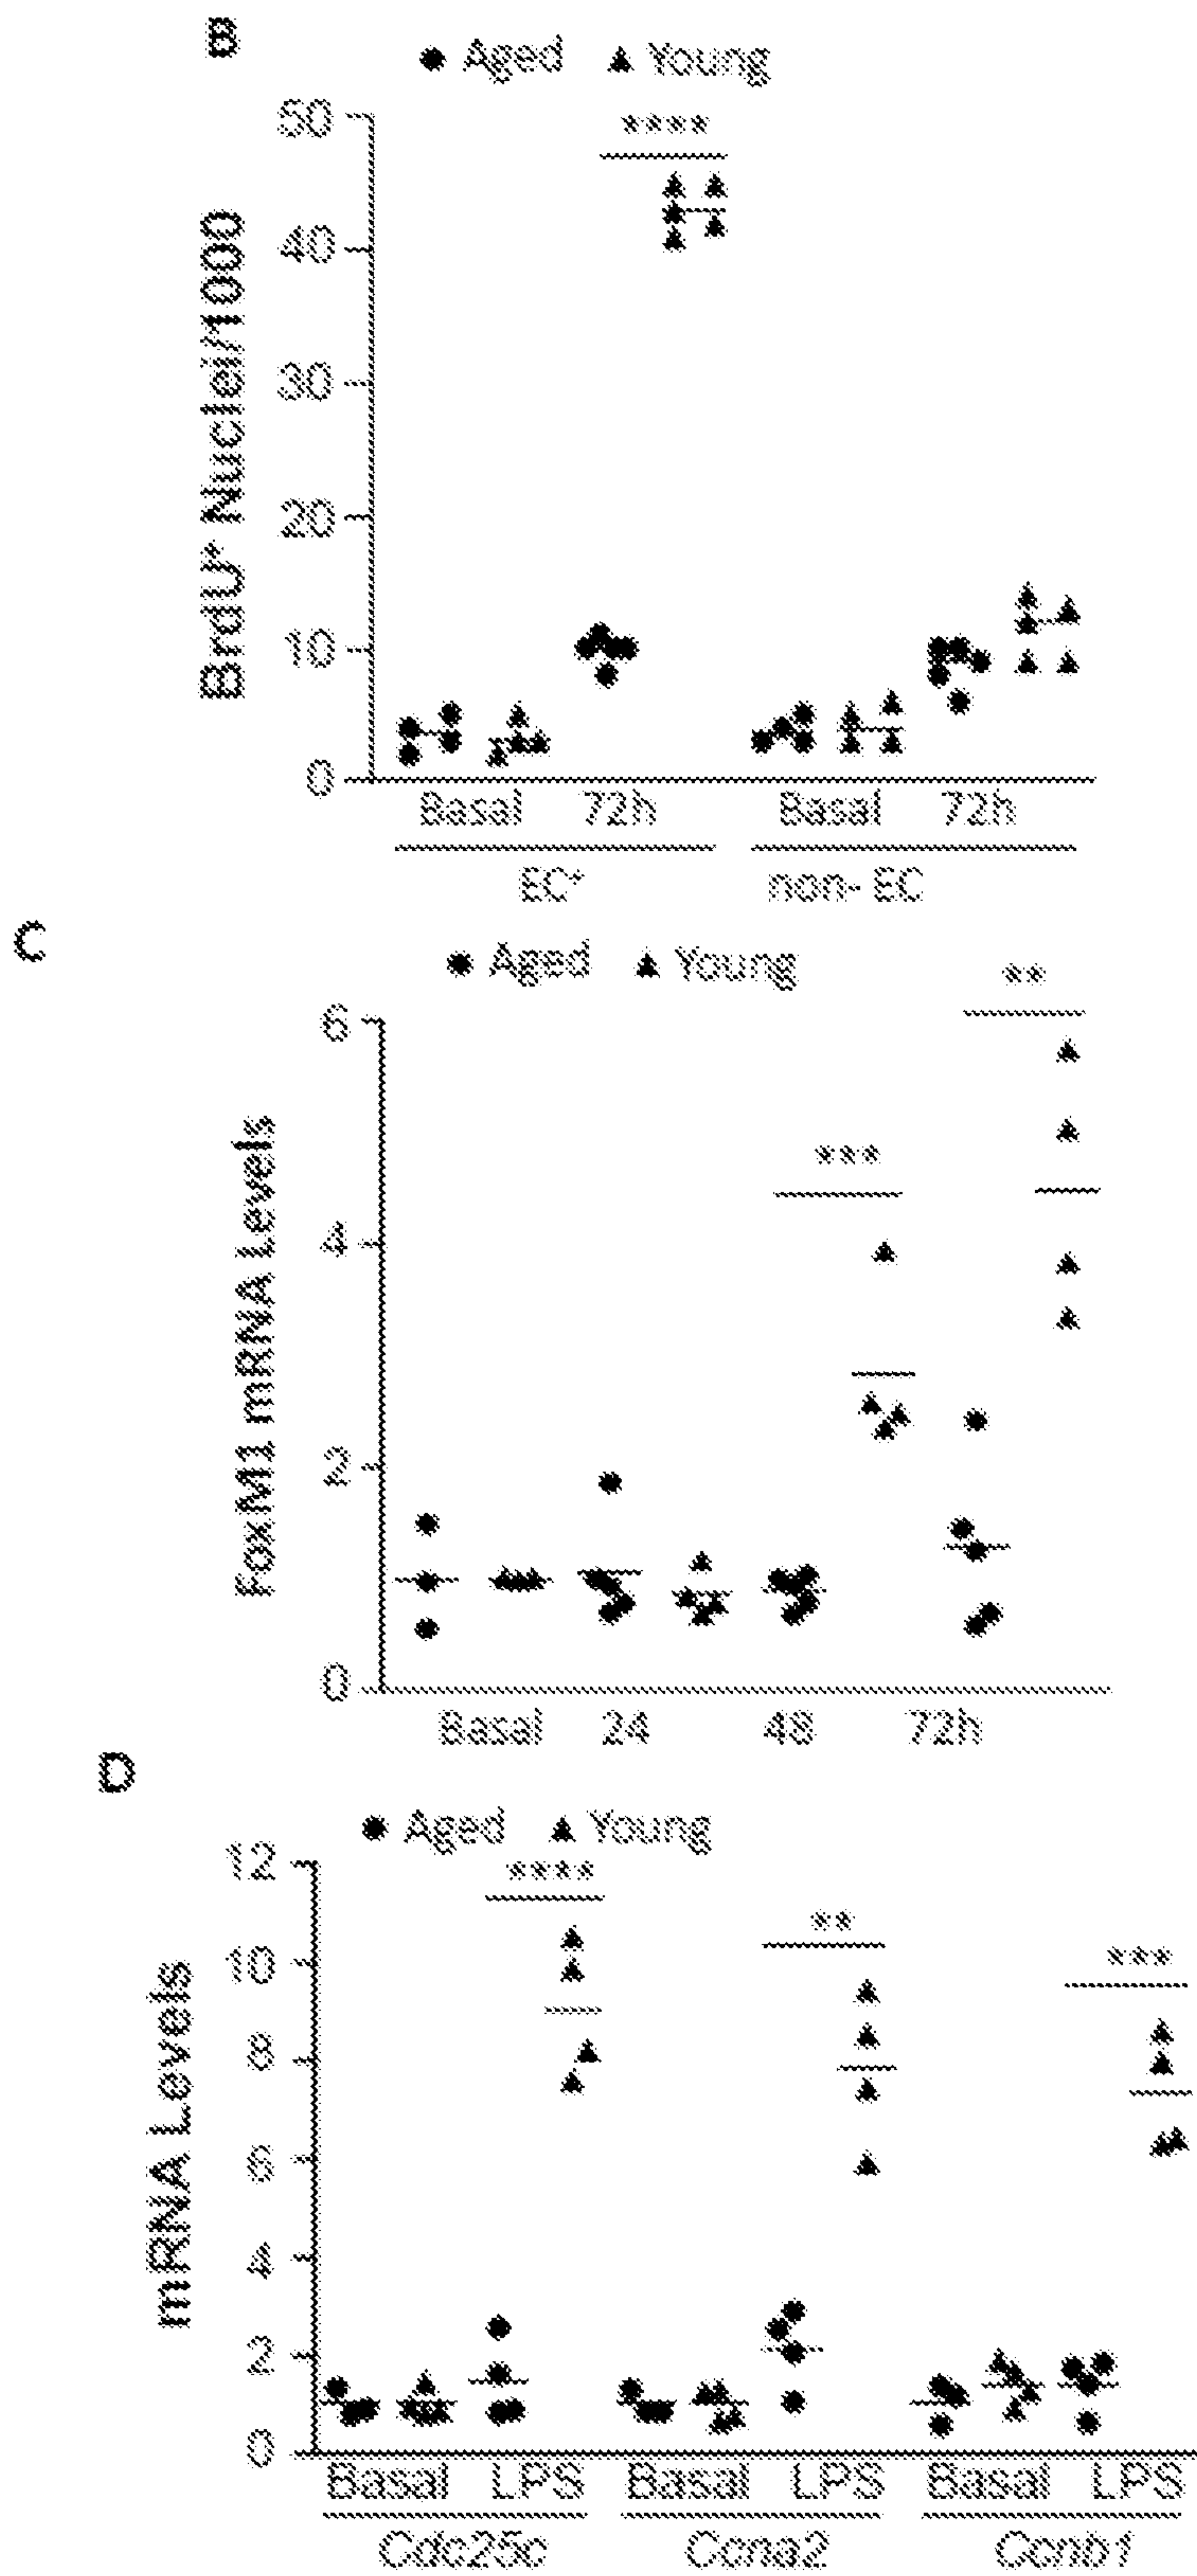 B
Aged Young
****
50
40
30
20
10
0
BrdU+ Nuclei/1000
Basal 72h Basal 72h
EC+ non- EC
C
Aged Young
**
***
6
4
2
0
FoxM1 mRNA Levels
Basal 24 48 72h
D
Aged Young
****
**
***
12
10
8
6
4
2
0
mRNA Levels
Basal LPS Basal LPS Basal LPS
Cdc25c Ccna2 Ccnb1